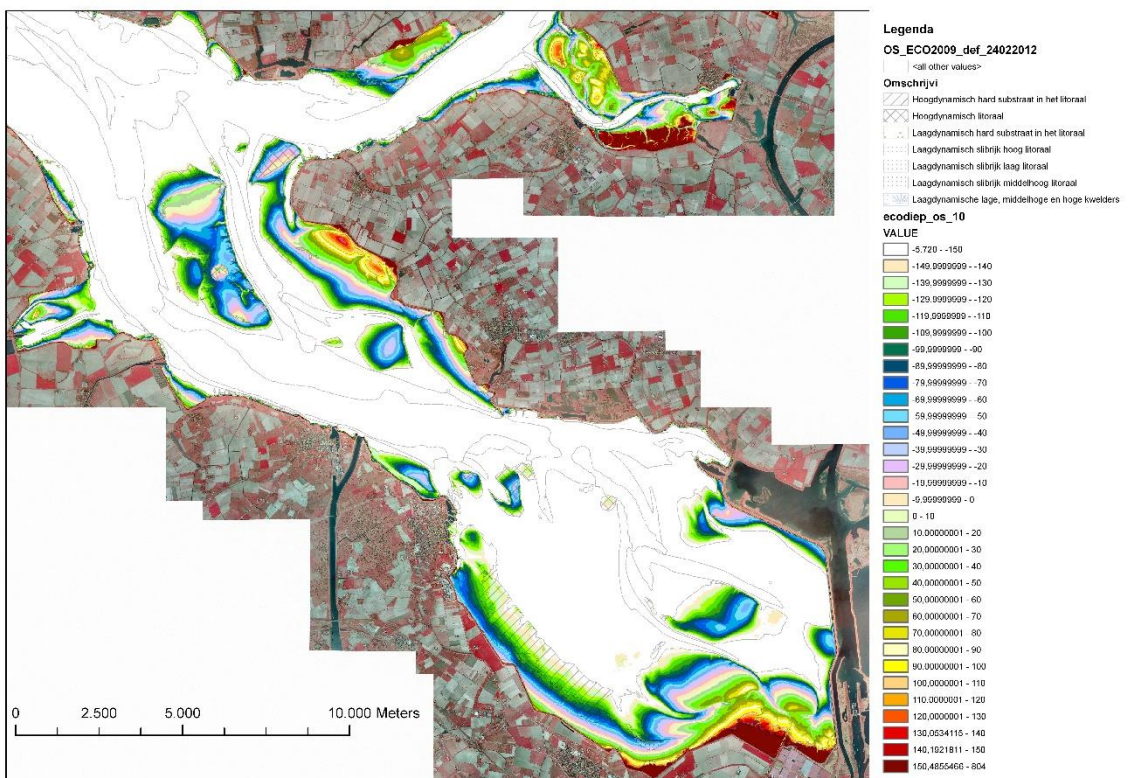 Legenda
OS_ECO2009_def_24022012
<all other values>
Omschrijvi
Hoogdynamisch hard substraat in het litoraal
Hoogdynamisch litoraal
Laagdynamisch hard substraat in het litoraal
Laagdynamisch slibrijk hoog litoraal
Laagdynamisch slibrijk laag litoraal
Laagdynamisch slibrijk middelhoog litoraal
Laagdynamische lage, middelhoge en hoge kwelders
ecodiep_os_10
VALUE
-5.720 - -150
-149,9999999 - -140
-139,9999999 - -130
-129,9999999 - -120
-119,9999999 - -110
-109,9999999 - -100
-99,9999999 - -90
-89,99999999 - -80
-79,99999999 - -70
-69,99999999 - -60
-59,99999999 - -50
-49,99999999 - -40
-39,99999999 - -30
-29,99999999 - -20
-19,99999999 - -10
-9,99999999 - 0
0 - 10
10,00000001 - 20
20,00000001 - 30
30,00000001 - 40
40,00000001 - 50
50,00000001 - 60
60,00000001 - 70
70,00000001 - 80
80,00000001 - 90
90,00000001 - 100
100,0000001 - 110
110,0000001 - 120
120,0000001 - 130
130,0534115 - 140
140,1921811 - 150
150,4855466 - 804
0 2.500 5.000 10.000 Meters